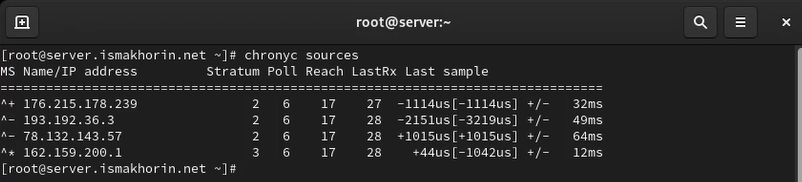 root@server:~
[root@server.ismakhorin.net ~]# chronyc sources
MS Name/IP address         Stratum Poll Reach LastRx Last sample
===============================================================================
^+ 176.215.178.239               2   6    17    27  -1114us[-1114us] +/-   32ms
^- 193.192.36.3                  2   6    17    28  -2151us[-3219us] +/-   49ms
^- 78.132.143.57                 2   6    17    28  +1015us[+1015us] +/-   64ms
^* 162.159.200.1                 3   6    17    28    +44us[-1042us] +/-   12ms
[root@server.ismakhorin.net ~]#